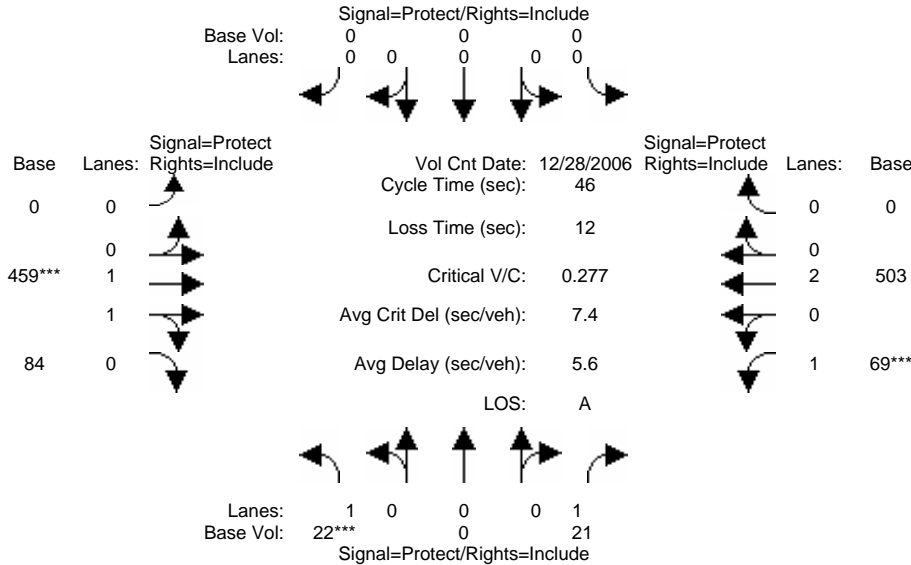 Signal=Protect/Rights=Include
Base Vol: 0 0 0
Lanes: 0 0 0 0 0
Signal=Protect Signal=Protect
Base Lanes: Rights=Include Vol Cnt Date: 12/28/2006 Rights=Include Lanes: Base
Cycle Time (sec): 46
0 0 0 0
Loss Time (sec): 12
0 0
459*** 1 Critical V/C: 0.277 2 503
1 Avg Crit Del (sec/veh): 7.4 0
84 0 Avg Delay (sec/veh): 5.6 1 69***
LOS: A
Lanes: 1 0 0 0 1
Base Vol: 22*** 0 21
Signal=Protect/Rights=Include